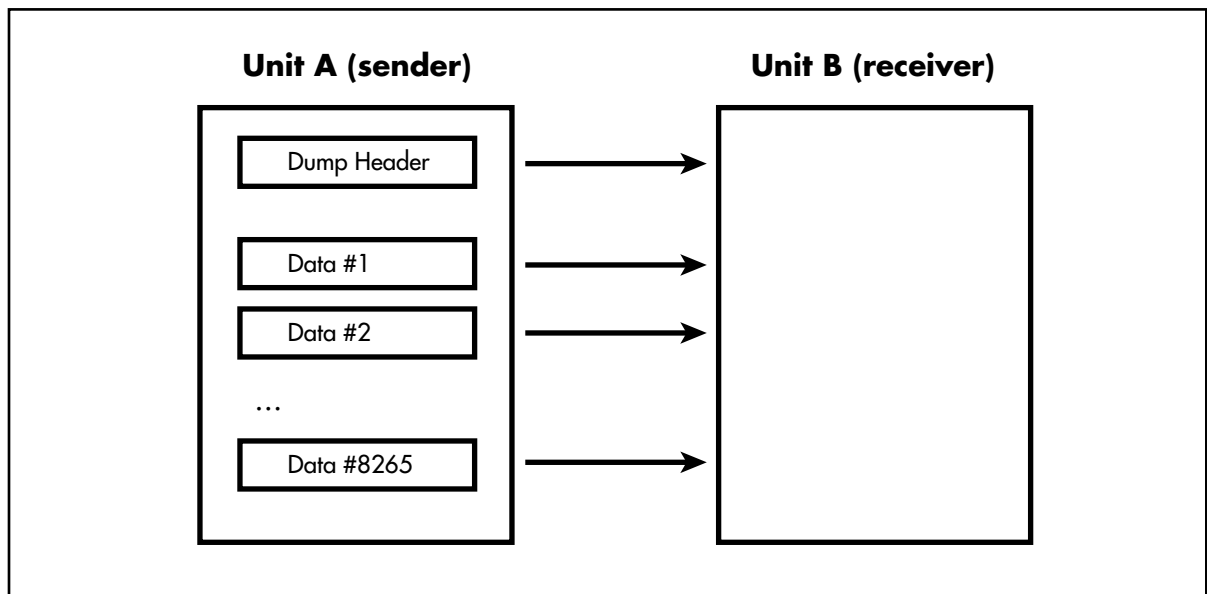 Unit A (sender)
Unit B (receiver)
Dump Header
Data #1
Data #2
...
Data #8265